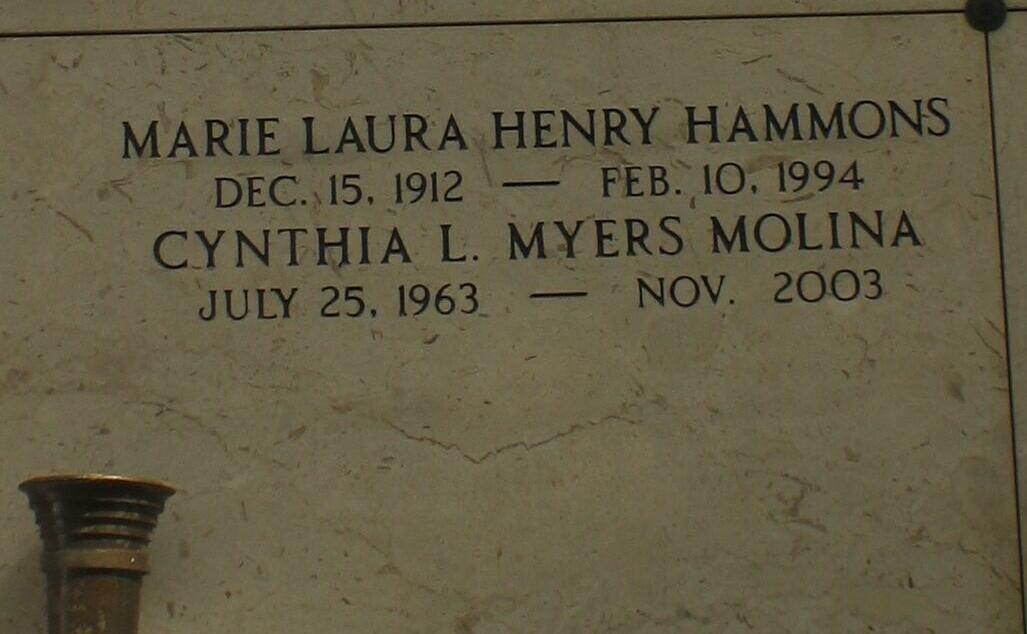 MARIE LAURA HENRY HAMMONS
DEC. 15, 1912 — FEB. 10, 1994
CYNTHIA L. MYERS MOLINA
JULY 25, 1963 — NOV. 2003